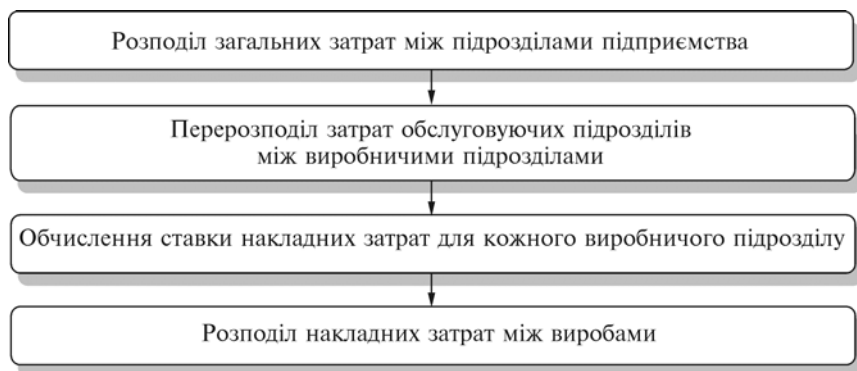 Розподіл загальних затрат між підрозділами підприємства
Перерозподіл затрат обслуговуючих підрозділів
між виробничими підрозділами
Обчислення ставки накладних затрат для кожного виробничого підрозділу
Розподіл накладних затрат між виробами